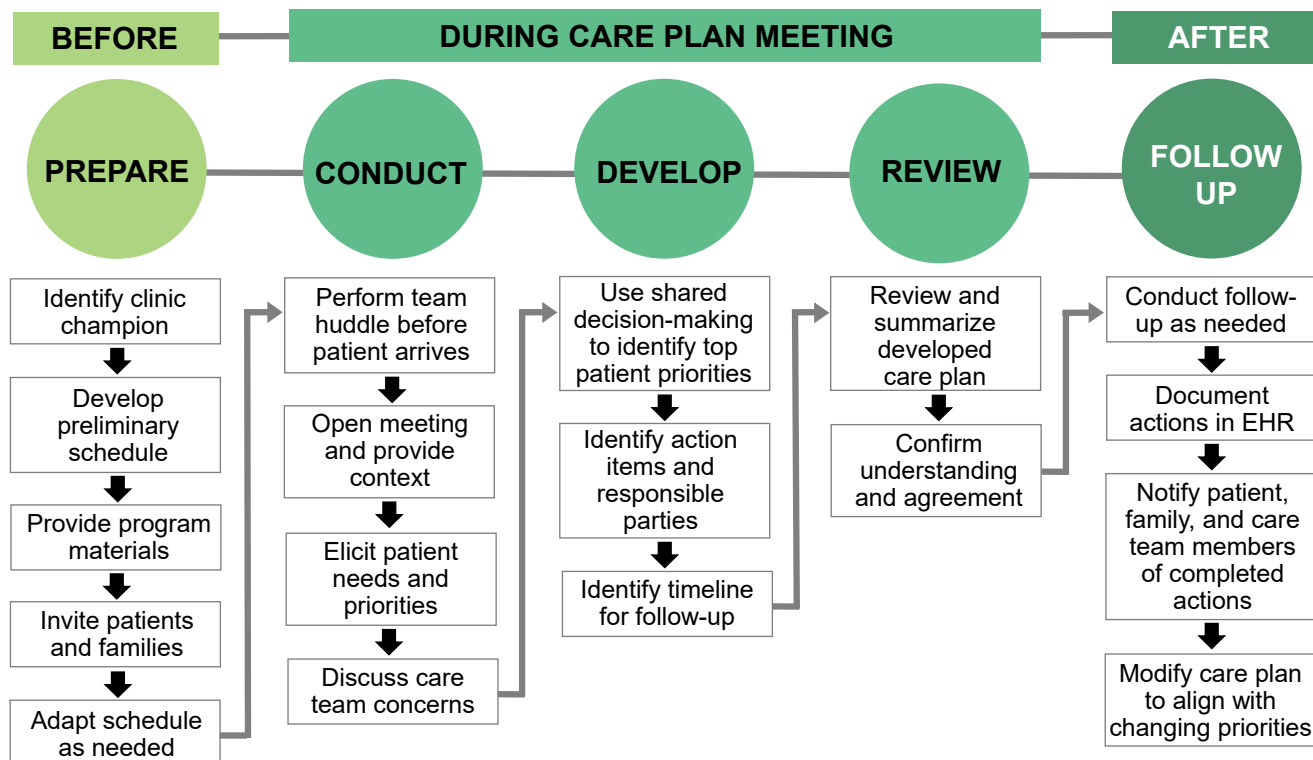 BEFORE
DURING CARE PLAN MEETING
AFTER
PREPARE
CONDUCT
DEVELOP
REVIEW
FOLLOW
UP
Identify clinic
champion
Develop
preliminary
schedule
Provide program
materials
Invite patients
and families
Adapt schedule
as needed
Perform team
huddle before
patient arrives
Open meeting
and provide
context
Elicit patient
needs and
priorities
Discuss care
team concerns
Use shared
decision-making
to identify top
patient priorities
Identify action
items and
responsible
parties
Identify timeline
for follow-up
Review and
summarize
developed
care plan
Confirm
understanding
and agreement
Conduct follow-
up as needed
Document
actions in EHR
Notify patient,
family, and care
team members
of completed
actions
Modify care plan
to align with
changing priorities